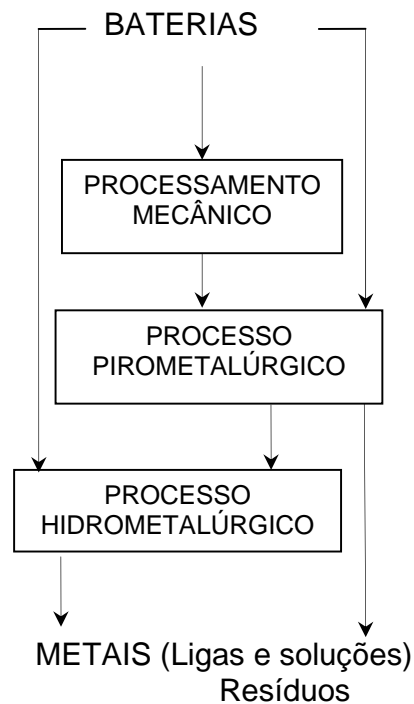 BATERIAS
PROCESSAMENTO
MECÂNICO
PROCESSO
PIROMETALÚRGICO
PROCESSO
HIDROMETALÚRGICO
METAIS (Ligas e soluções)
Resíduos